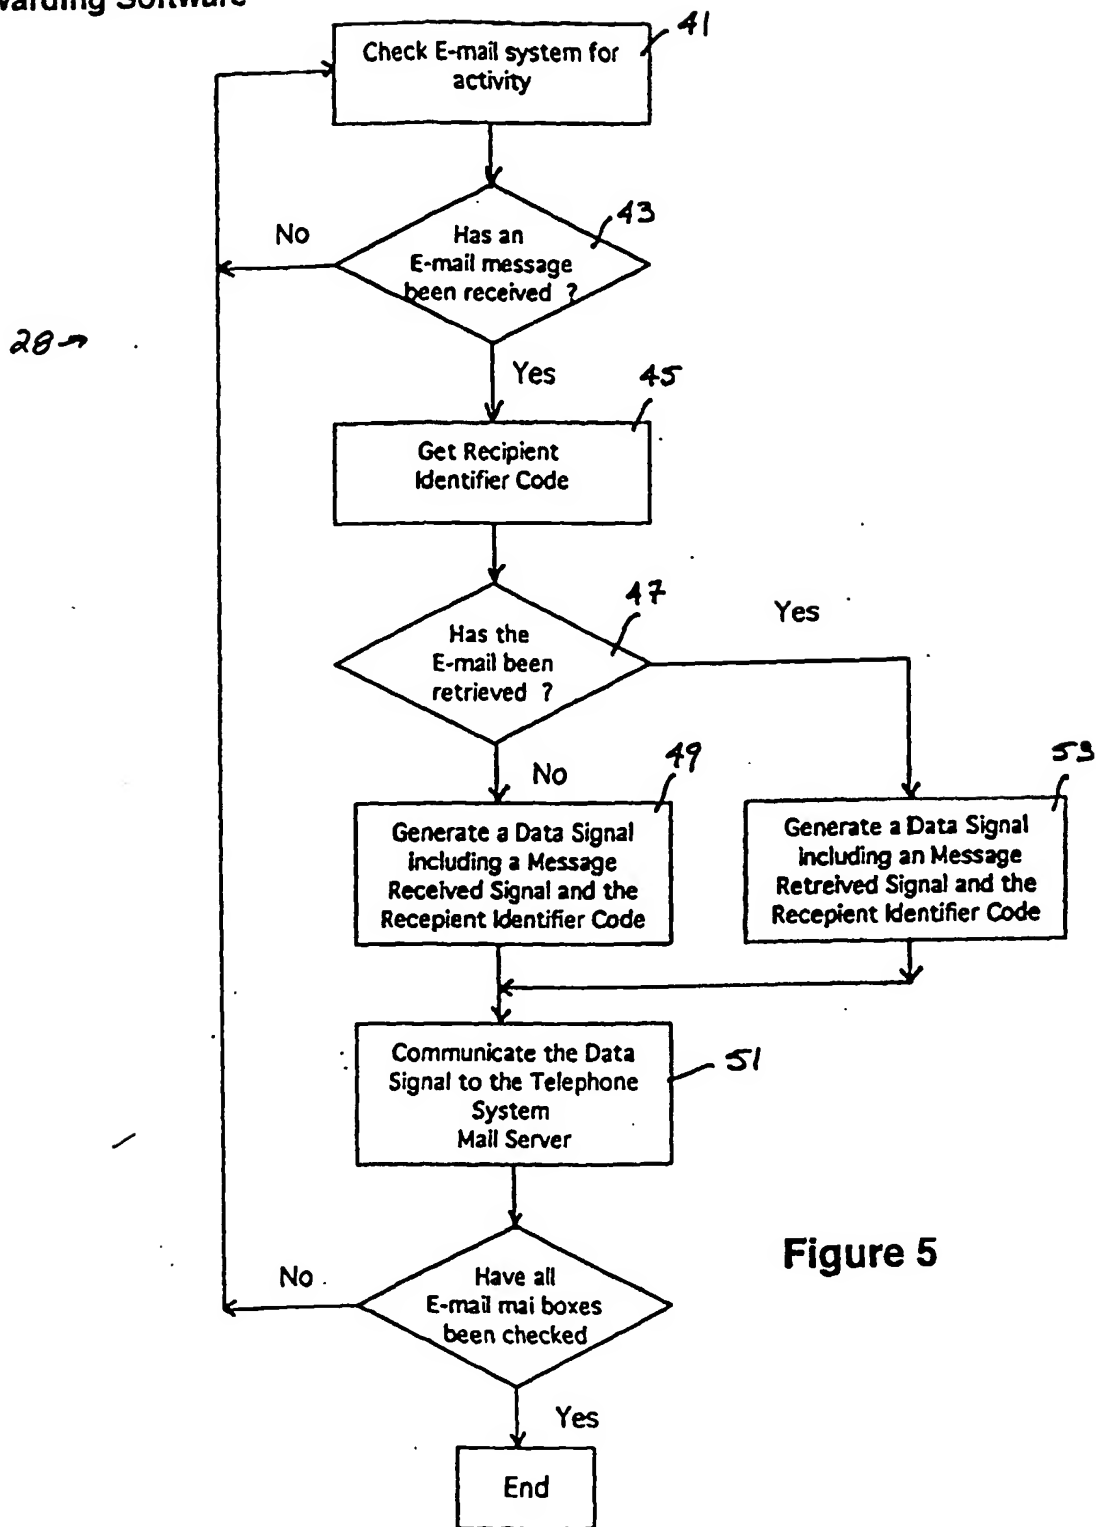 Software
41
Check E-mail system for
activity
43
No
Has an
E-mail message
been received ?
28
Yes
45
Get Recipient
Identifier Code
47
Yes
Has the
E-mail been
retrieved ?
No
49
53
Generate a Data Signal
including a Message
Received Signal and the
Recepient Identifier Code
Generate a Data Signal
including an Message
Retreived Signal and the
Recepient Identifier Code
Communicate the Data
Signal to the Telephone
System
Mail Server
51
Figure 5
No
Have all
E-mail mai boxes
been checked
Yes
End